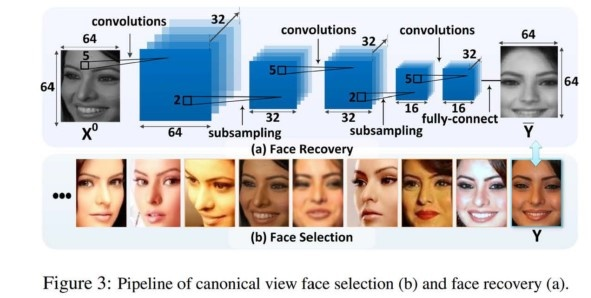 64
convolutions
32
convolutions
convolutions
64
5
2
64
X⁰
subsampling
32
5
2
32
32
subsampling
5
16
16
32
fully-connect
64
64
Y̅
(a) Face Recovery
•••
(b) Face Selection
Y
Figure 3: Pipeline of canonical view face selection (b) and face recovery (a).